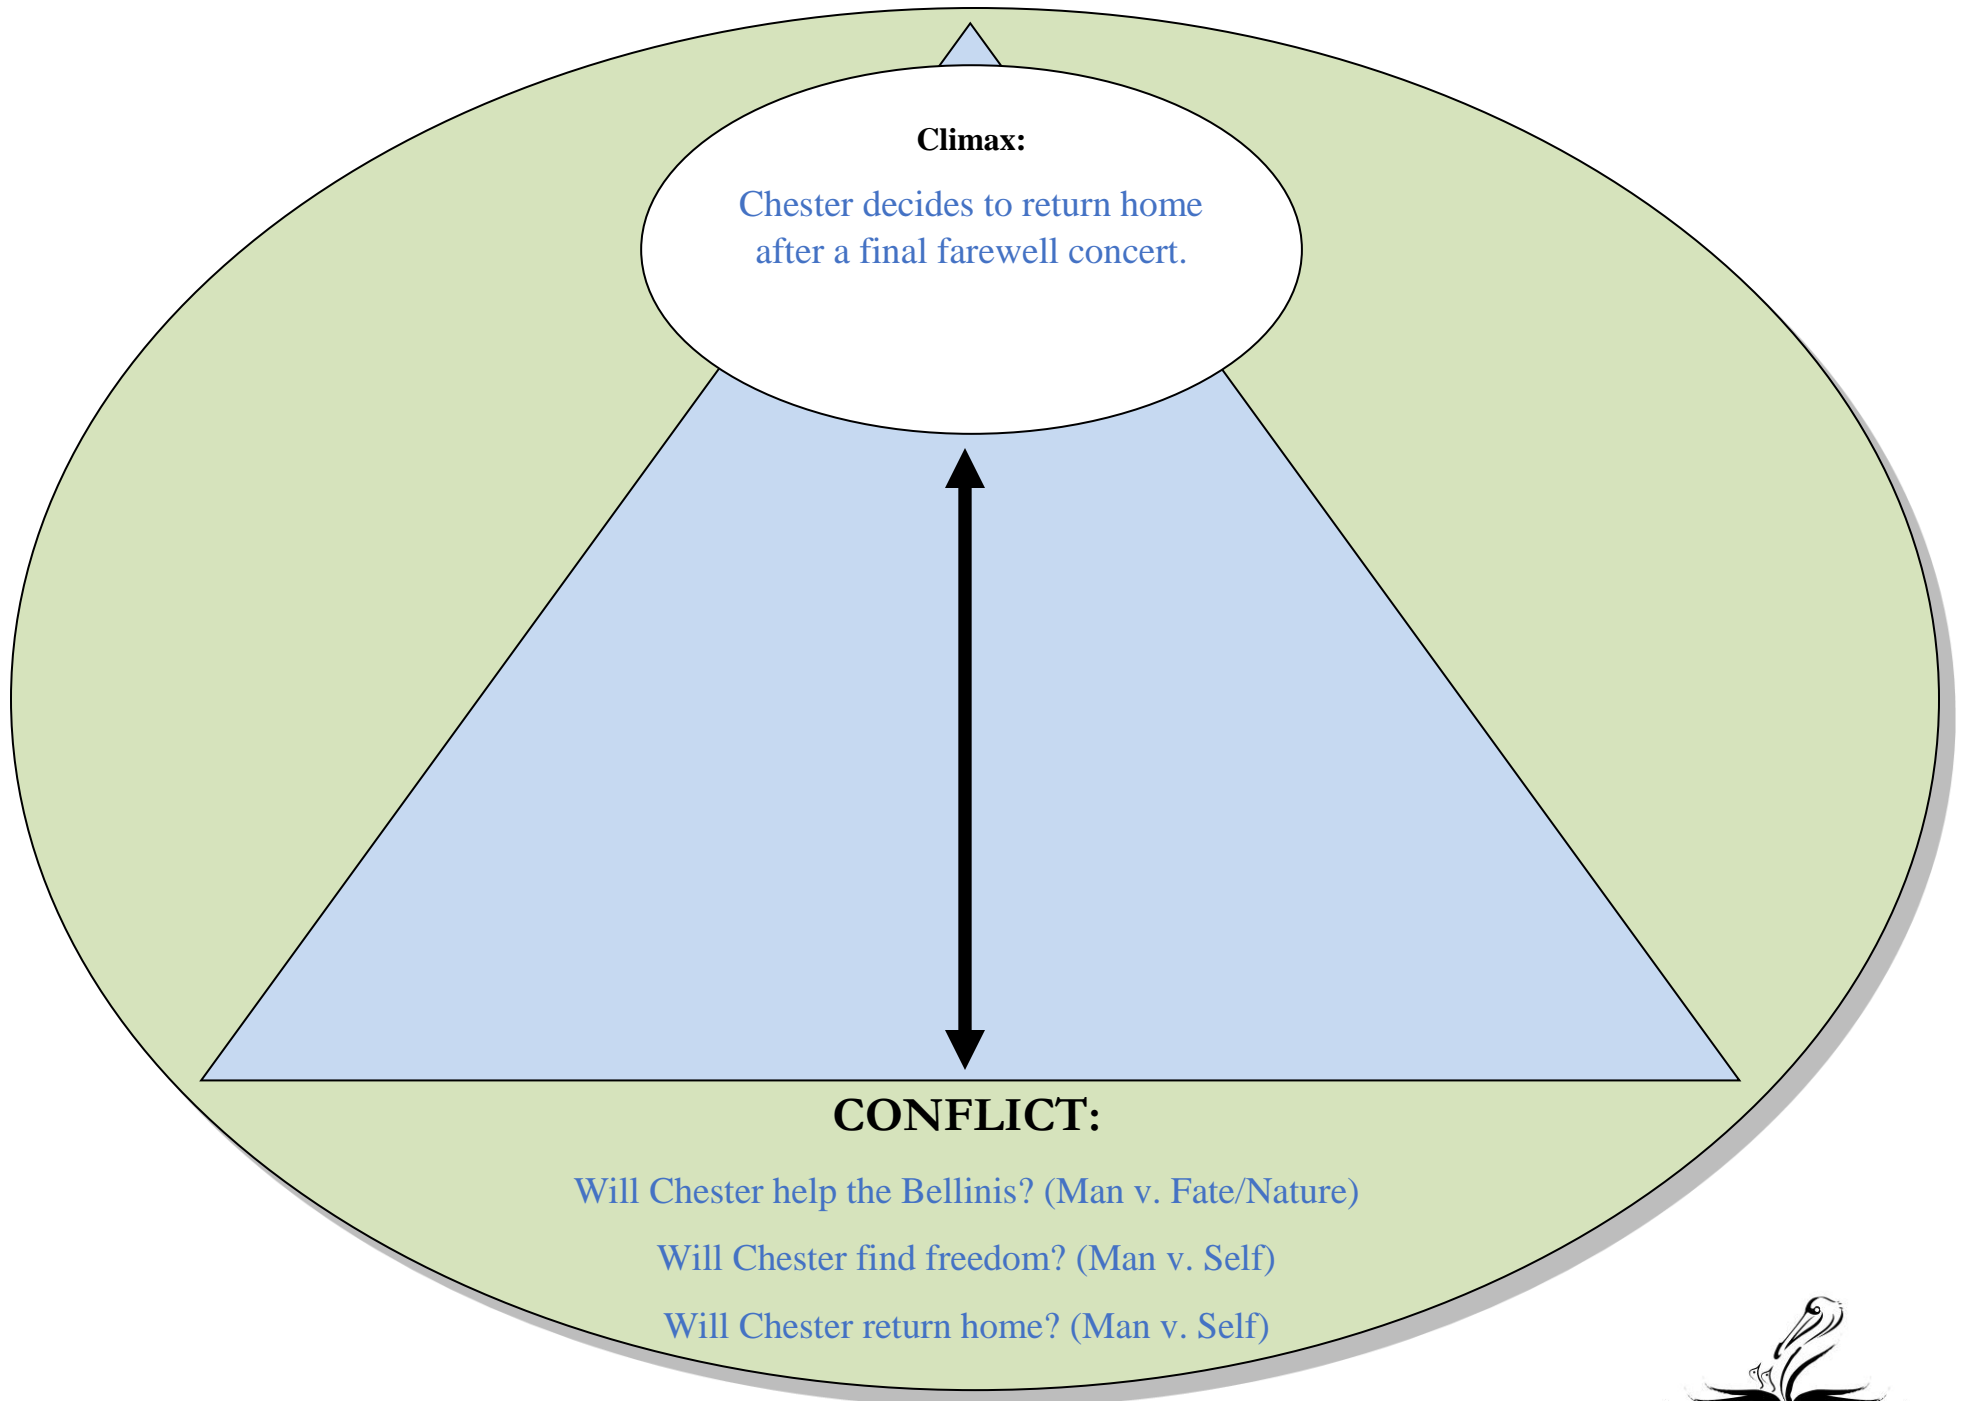 Climax:
Chester decides to return home
after a final farewell concert.
CONFLICT:
Will Chester help the Bellinis? (Man v. Fate/Nature)
Will Chester find freedom? (Man v. Self)
Will Chester return home? (Man v. Self)